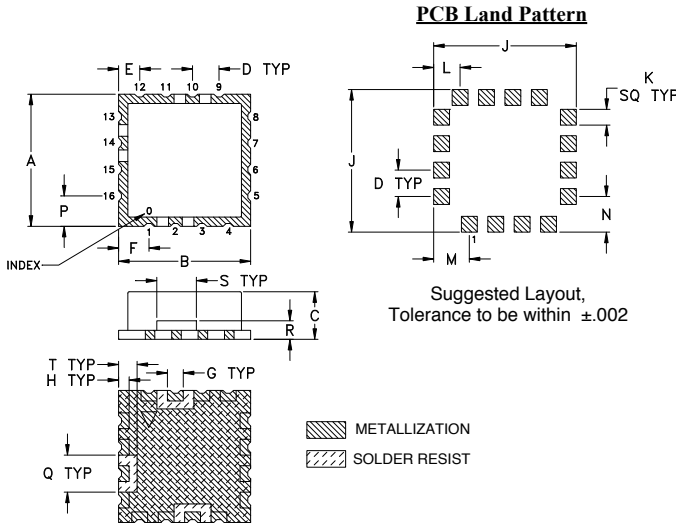 PCB Land Pattern
E
D TYP
12
11
10
9
13
14
15
16
8
7
6
5
A
P
0
1
2
3
4
F
B
INDEX
J
L
K
SQ TYP
J
D TYP
N
1
M
Suggested Layout,
Tolerance to be within ±.002
S TYP
C
R
T TYP
H TYP
G TYP
Q TYP
METALLIZATION
SOLDER RESIST